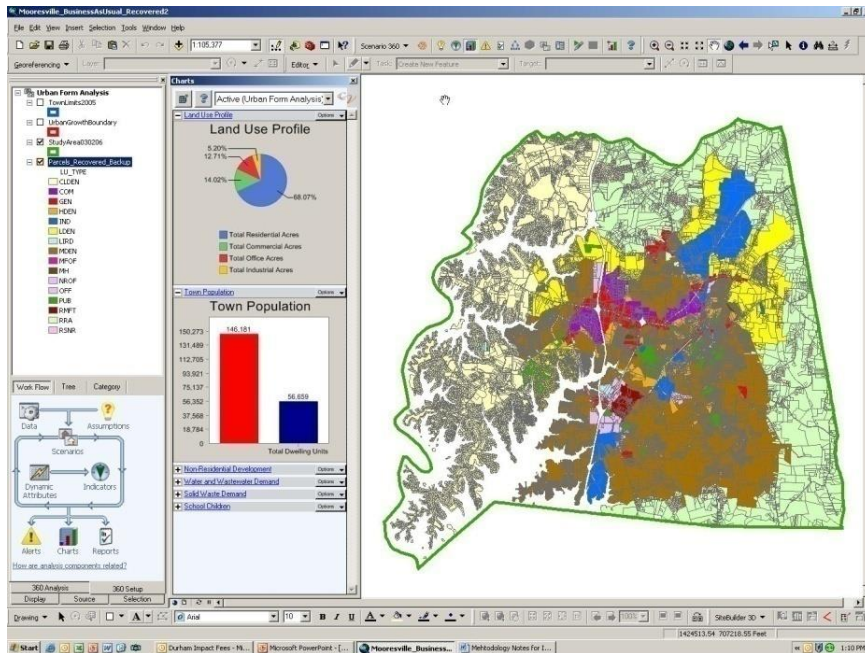 Mooresville_BusinessAsUsual_Recovered2
File Edit View Insert Selection Tools Window Help
1:105,377
Scenario 360
Georeferencing
Layer:
Editor
Task: Create New Feature
Target:
Urban Form Analysis
TownLimits2005
UrbanGrowthBoundary
StudyArea030206
Parcels_Recovered_Backup
LU_TYPE
CLDEN
COM
GEN
HDEN
IND
LDEN
LIRD
MDEN
MFOF
MH
NROF
OFF
PUB
RMFT
RRA
RSNR
Work Flow Tree Category
Data
Assumptions
Scenarios
Dynamic Attributes
Indicators
Alerts
Charts
Reports
How are analysis components related?
360 Analysis 360 Setup
Display Source Selection
Charts
Active (Urban Form Analysis)
Land Use Profile Options
Land Use Profile
5.20%
12.71%
14.02%
68.07%
Total Residential Acres
Total Commercial Acres
Total Office Acres
Total Industrial Acres
Town Population Options
Town Population
150,273
131,489
112,705
93,921
75,137
56,352
37,568
18,784
0
146,181
56,659
Total Dwelling Units
Non-Residential Development Options
Water and Wastewater Demand Options
Solid Waste Demand Options
School Children Options
Drawing
Arial
10
B I U
A
100%
SiteBuilder 3D
1424513.54 707218.55 Feet
Start
Durham Impact Fees - Mi...
Microsoft PowerPoint - [...
Mooresville_Business...
Mehtodology Notes for I...
1:10 PM